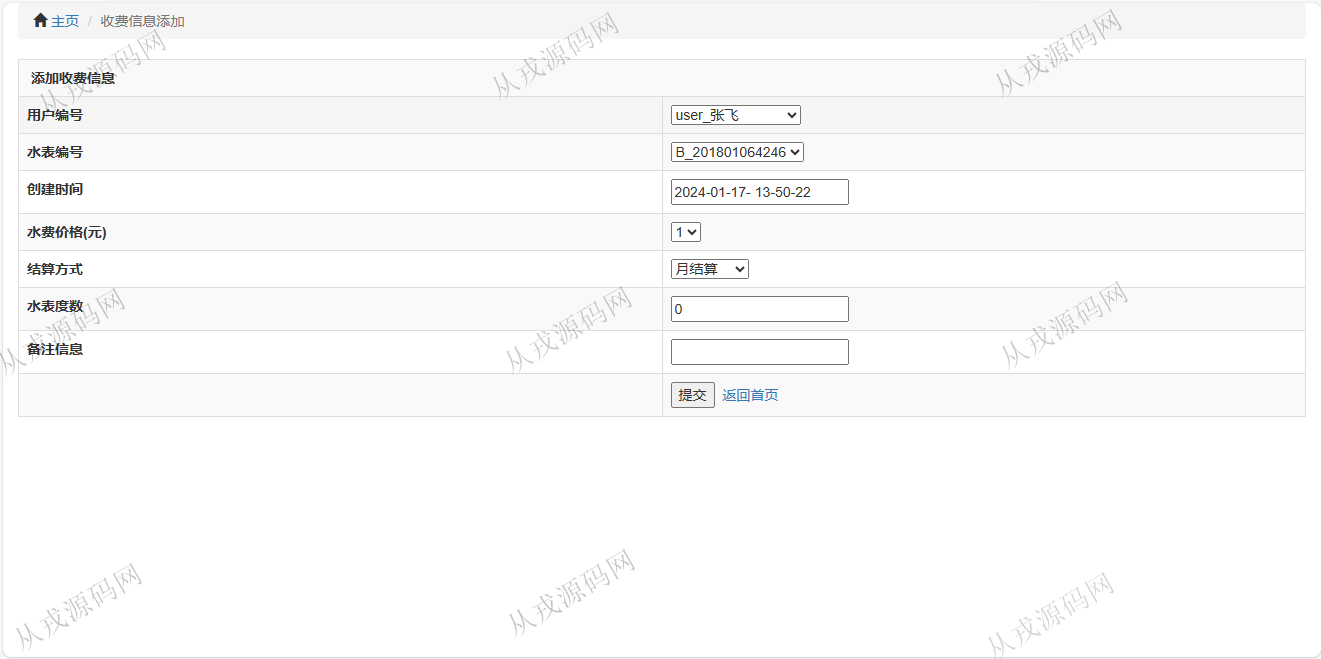 主页 / 收费信息添加
添加收费信息
用户编号 user_张飞
水表编号 B_201801064246
创建时间 2024-01-17- 13-50-22
水费价格(元) 1
结算方式 月结算
水表度数 0
备注信息
提交 返回首页
从戎源码网
从戎源码网
从戎源码网
从戎源码网
从戎源码网
从戎源码网
从戎源码网
从戎源码网
从戎源码网